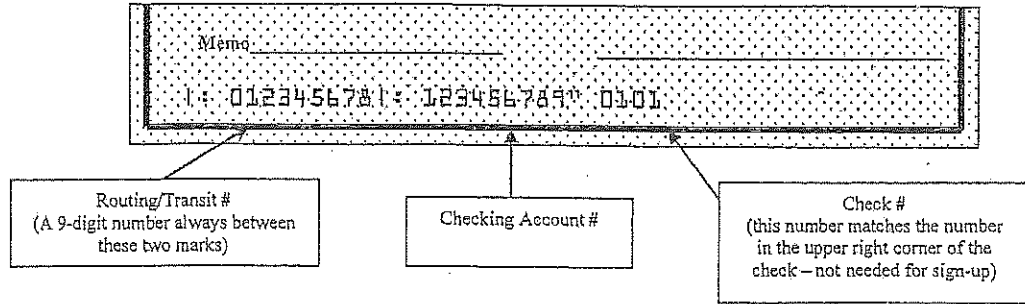 Memo
|: 012345678|: 123456789" 0101
Routing/Transit #
(A 9-digit number always between
these two marks)
Checking Account #
Check #
(this number matches the number
in the upper right corner of the
check – not needed for sign-up)